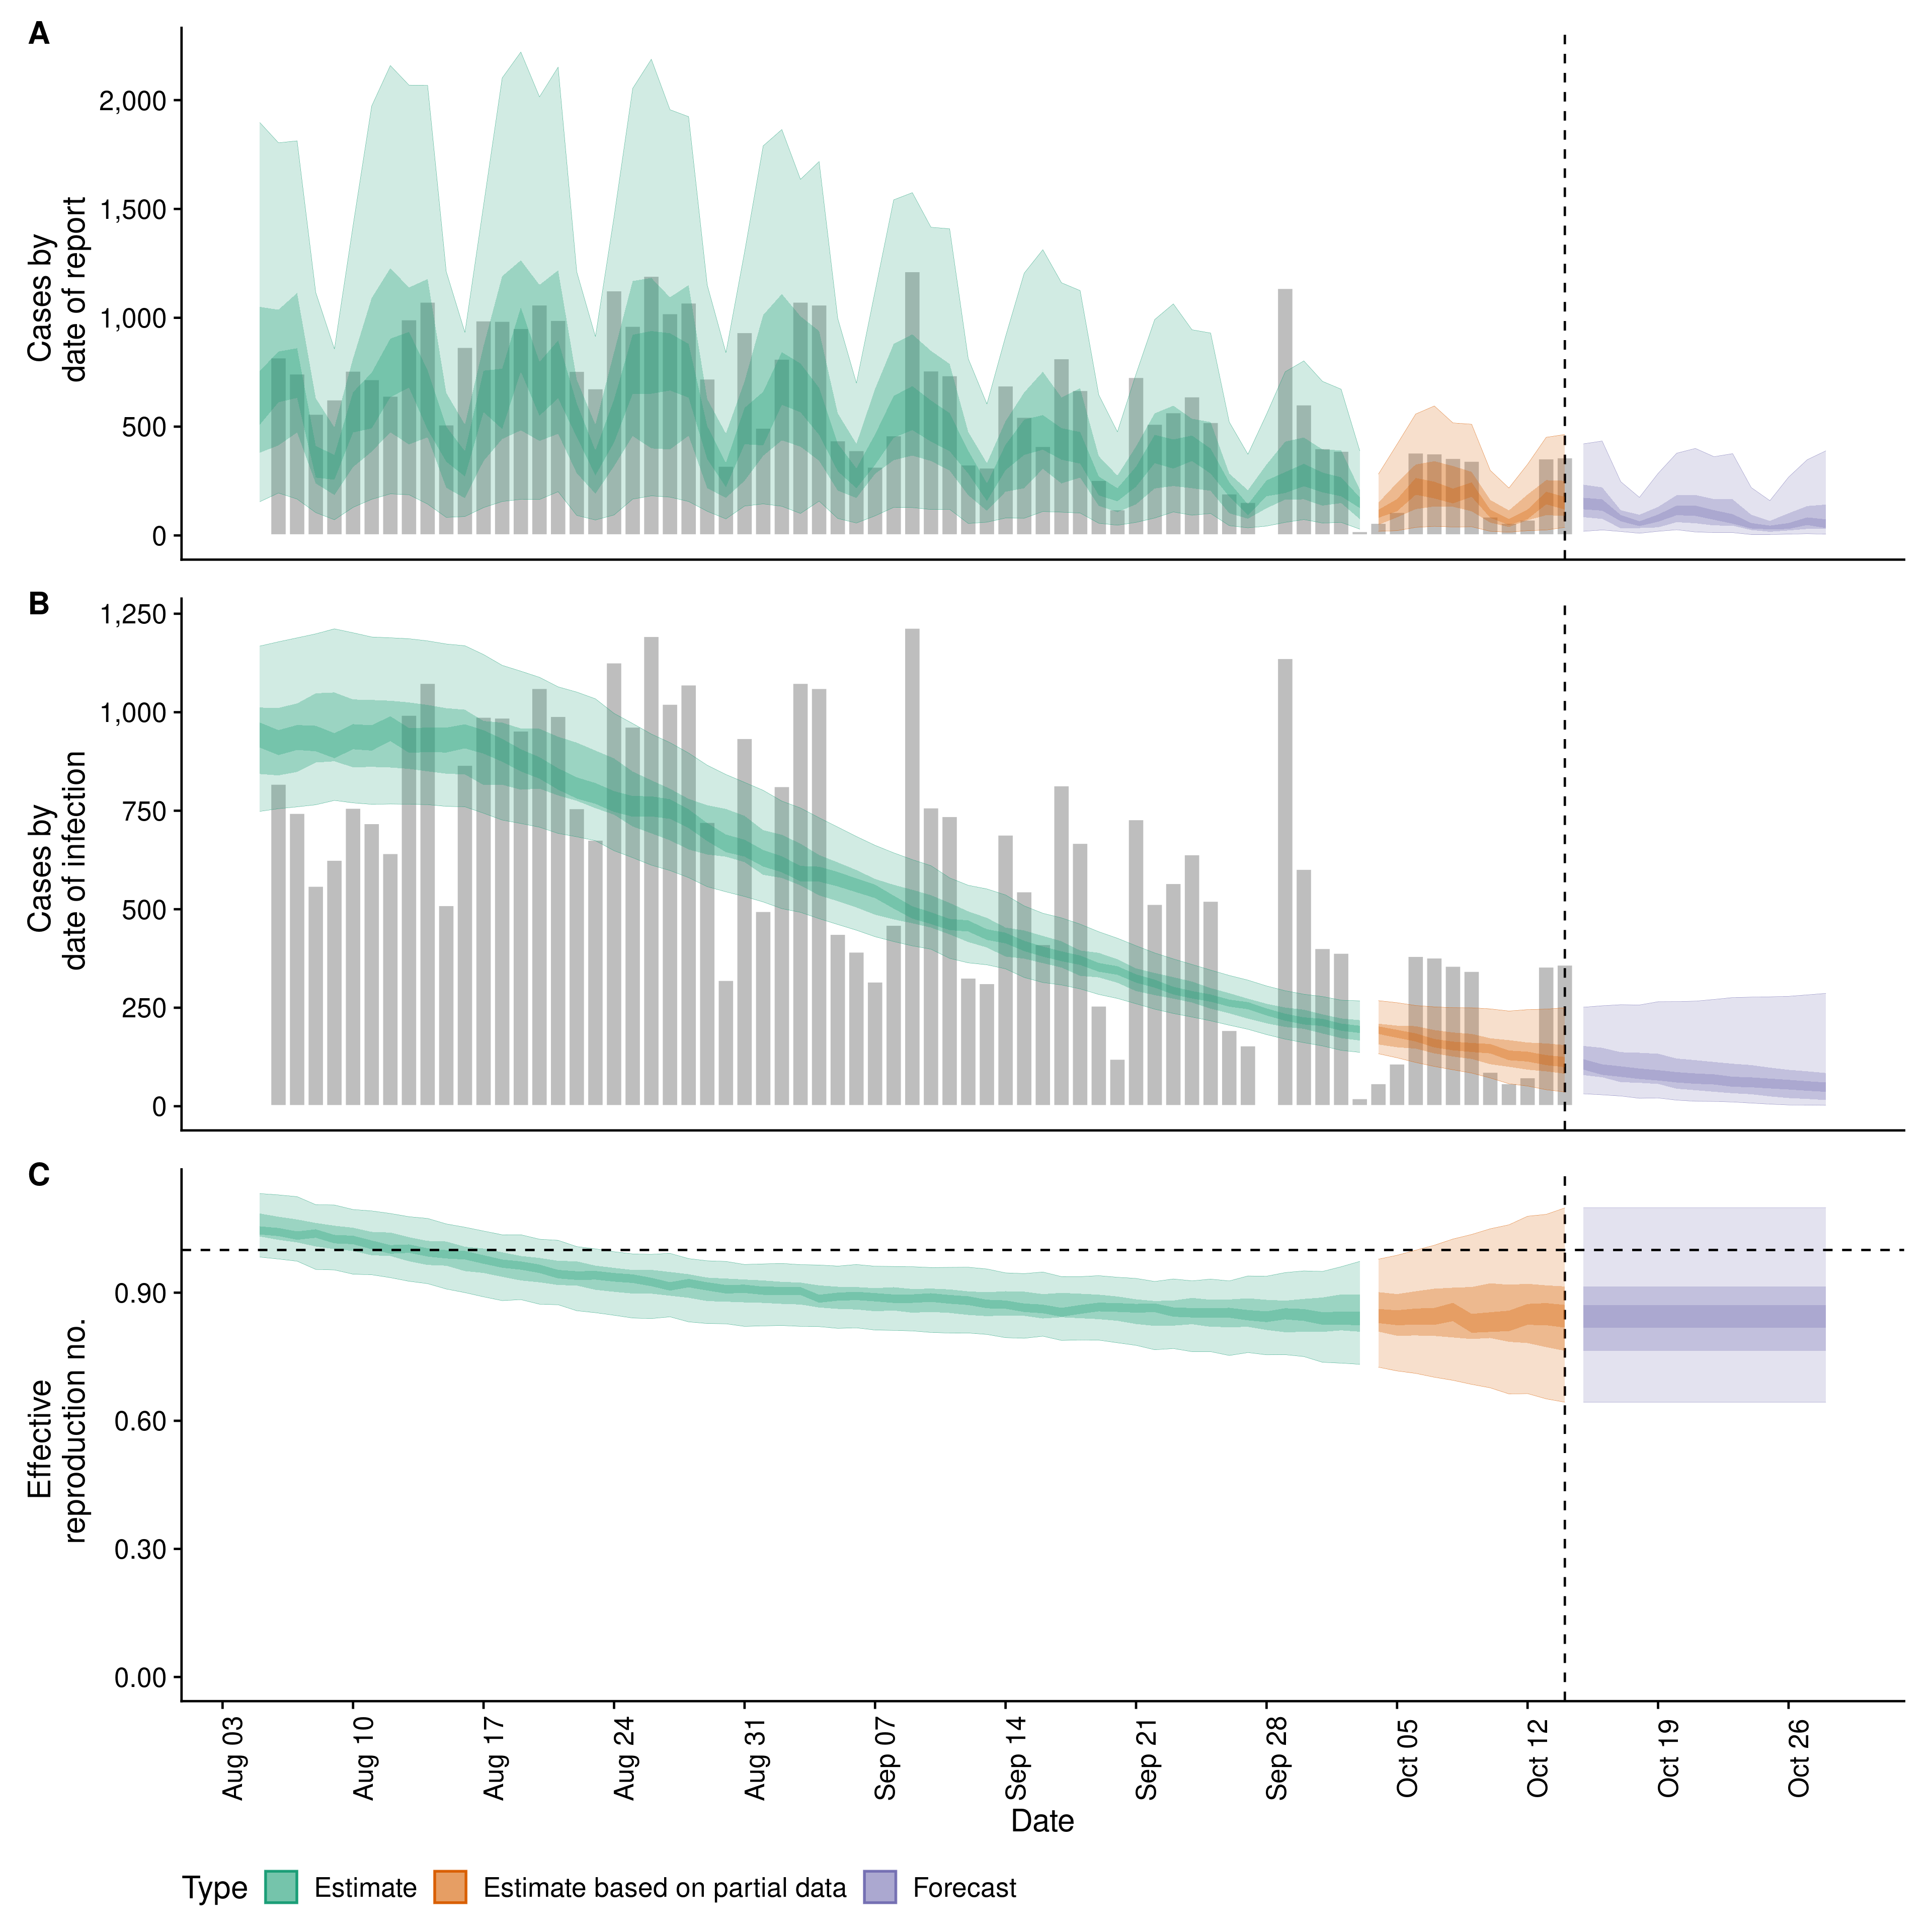 A
Cases by
date of report
2,000
1,500
1,000
500
0
B
Cases by
date of infection
1,250
1,000
750
500
250
0
C
Effective
reproduction no.
0.90
0.60
0.30
0.00
Aug 03
Aug 10
Aug 17
Aug 24
Aug 31
Sep 07
Sep 14
Sep 21
Sep 28
Oct 05
Oct 12
Oct 19
Oct 26
Date
Type Estimate Estimate based on partial data Forecast